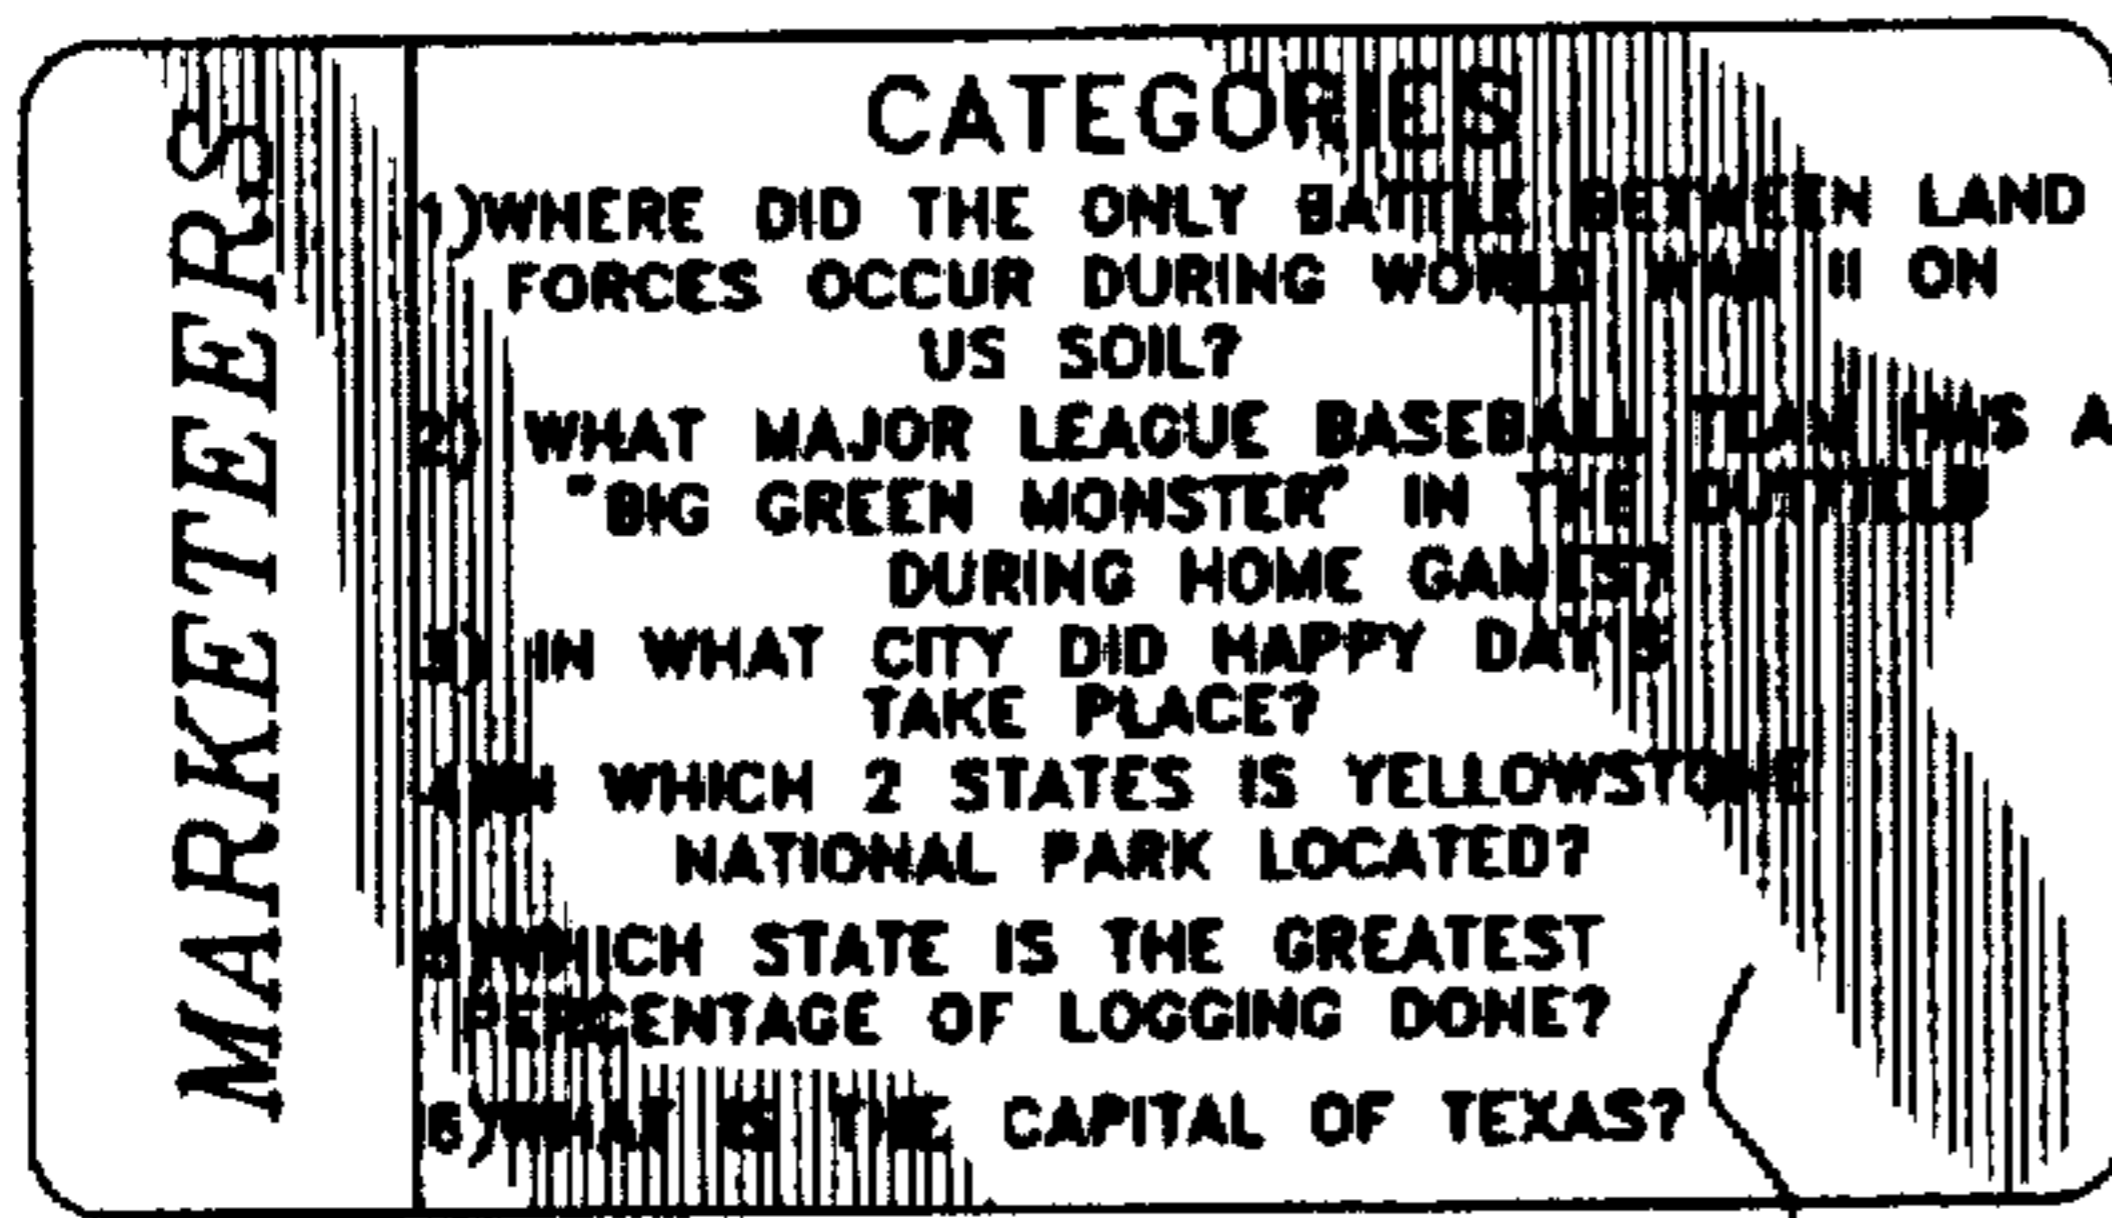 MARKETEERS
CATEGORIES
1)WHERE DID THE ONLY BATTLE BETWEEN LAND
FORCES OCCUR DURING WORLD WAR II ON
US SOIL?
2) WHAT MAJOR LEAGUE BASEBALL TEAM HAS A
"BIG GREEN MONSTER" IN THE OUTFIELD
DURING HOME GAMES?
3) IN WHAT CITY DID HAPPY DAYS
TAKE PLACE?
4)IN WHICH 2 STATES IS YELLOWSTONE
NATIONAL PARK LOCATED?
5)WHICH STATE IS THE GREATEST
PERCENTAGE OF LOGGING DONE?
6)WHAT IS THE CAPITAL OF TEXAS?